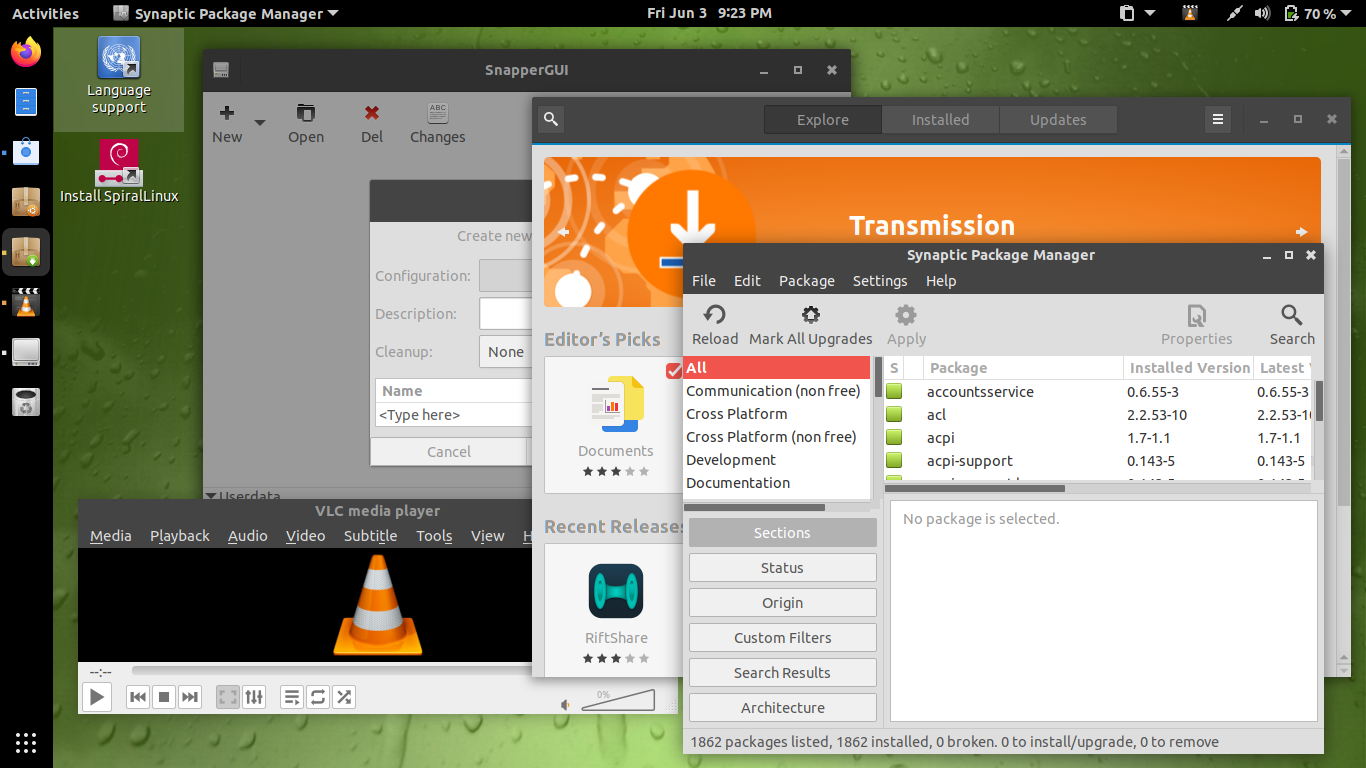 Activities
Synaptic Package Manager
Fri Jun 3 9:23 PM
70 %
Language
support
Install SpiralLinux
SnapperGUI
New
Open
Del
Changes
Create new
Configuration:
Description:
Cleanup:
None
Name
<Type here>
Cancel
Userdata
Explore
Installed
Updates
Transmission
Editor's Picks
Documents
Recent Releases
RiftShare
VLC media player
Media Playback Audio Video Subtitle Tools View H
--:--
0%
Synaptic Package Manager
File Edit Package Settings Help
Reload
Mark All Upgrades
Apply
Properties
Search
All
Communication (non free)
Cross Platform
Cross Platform (non free)
Development
Documentation
S Package Installed Version Latest
accountsservice 0.6.55-3 0.6.55-3
acl 2.2.53-10 2.2.53-10
acpi 1.7-1.1 1.7-1.1
acpi-support 0.143-5 0.143-5
Sections
Status
Origin
Custom Filters
Search Results
Architecture
No package is selected.
1862 packages listed, 1862 installed, 0 broken. 0 to install/upgrade, 0 to remove